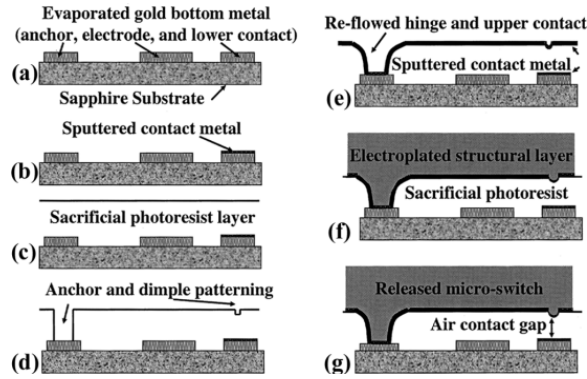 Evaporated gold bottom metal
(anchor, electrode, and lower contact)
(a)
Sapphire Substrate
Sputtered contact metal
(b)
Sacrificial photoresist layer
(c)
Anchor and dimple patterning
(d)
Re-flowed hinge and upper contact
Sputtered contact metal
(e)
Electroplated structural layer
Sacrificial photoresist
(f)
Released micro-switch
Air contact gap
(g)